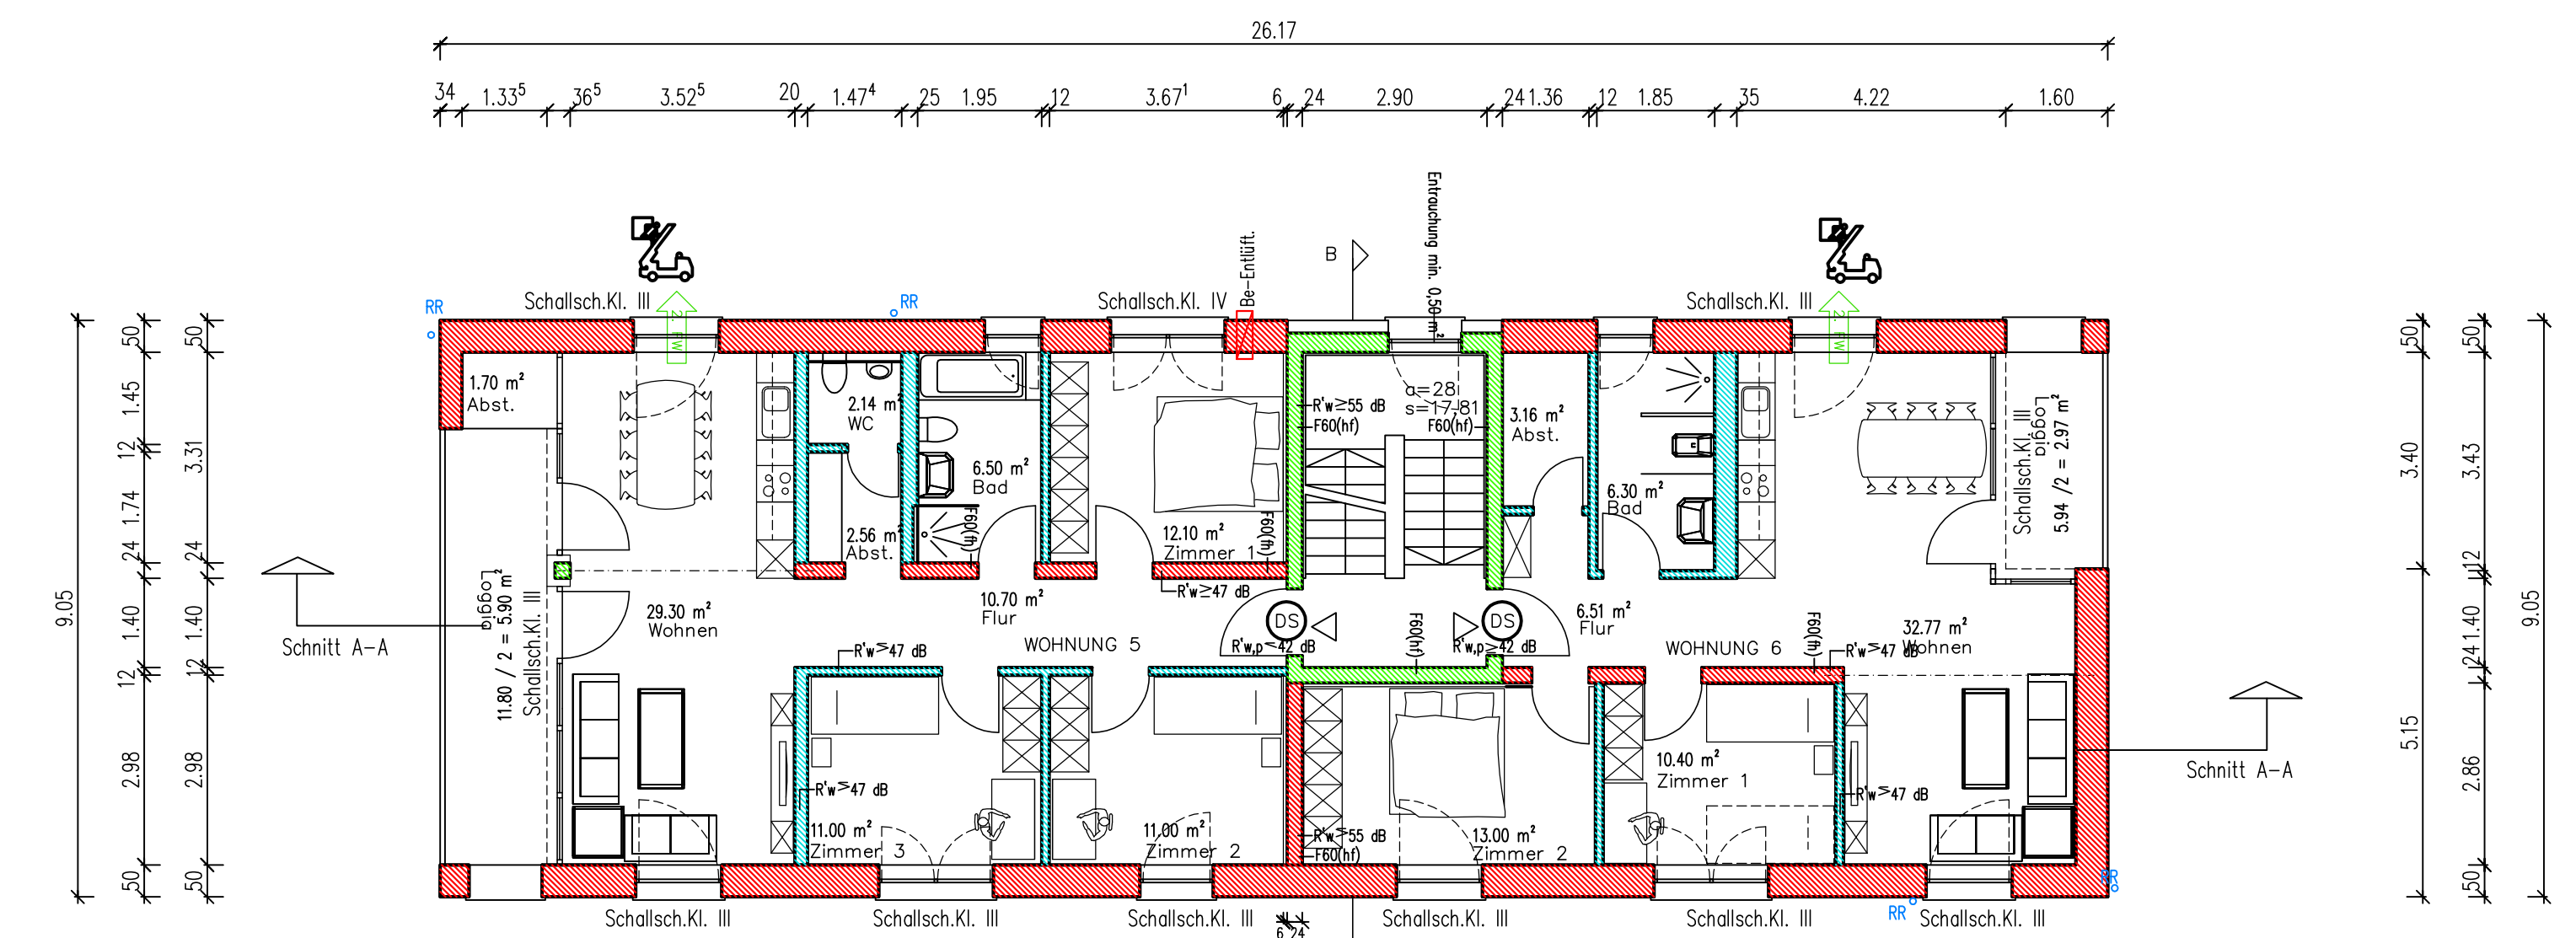 26.17
34 1.33⁵ 36⁵ 3.52⁵ 20 1.47⁴ 25 1.95 12 3.67¹ 6 24 2.90 24 1.36 12 1.85 35 4.22 1.60
Entrauchung min. 0,50 m²
Be-Entlüft.
B
RR
Schallsch.Kl. III
RR
Schallsch.Kl. IV
Schallsch.Kl. III
2. RW
2. RW
50
50
50
50
1.70 m²
Abst.
2.14 m²
WC
a=28
s=17.81
R'w≥55 dB
F60(hf)
F60(hf)
3.16 m²
Abst.
Loggia
5.94 /2 = 2.97 m²
Schallsch.Kl. III
1.45
12
3.31
1.74
24
24
3.40
3.43
12
6.50 m²
Bad
6.30 m²
Bad
2.56 m²
Abst.
F60(fh)
12.10 m²
Zimmer 1
F60(fh)
R'w≥47 dB
9.05
1.40
1.40
Loggia
11.80 / 2 = 5.90 m²
Schallsch.Kl. III
29.30 m²
Wohnen
10.70 m²
Flur
DS
DS
6.51 m²
Flur
32.77 m²
Wohnen
1.40
24
9.05
Schnitt A-A
WOHNUNG 5
R'w,p 42 dB
F60(hf)
R'w,p≥42 dB
WOHNUNG 6
F60(hf)
R'w≥47 dB
R'w≥47 dB
12
12
2.98
2.98
R'w≥47 dB
11.00 m²
Zimmer 3
11.00 m²
Zimmer 2
R'w≥55 dB
F60(hf)
13.00 m²
Zimmer 2
10.40 m²
Zimmer 1
R'w≥47 dB
Schnitt A-A
5.15
2.86
50
50
50
RR
RR
Schallsch.Kl. III
Schallsch.Kl. III
Schallsch.Kl. III
Schallsch.Kl. III
Schallsch.Kl. III
Schallsch.Kl. III
6 24